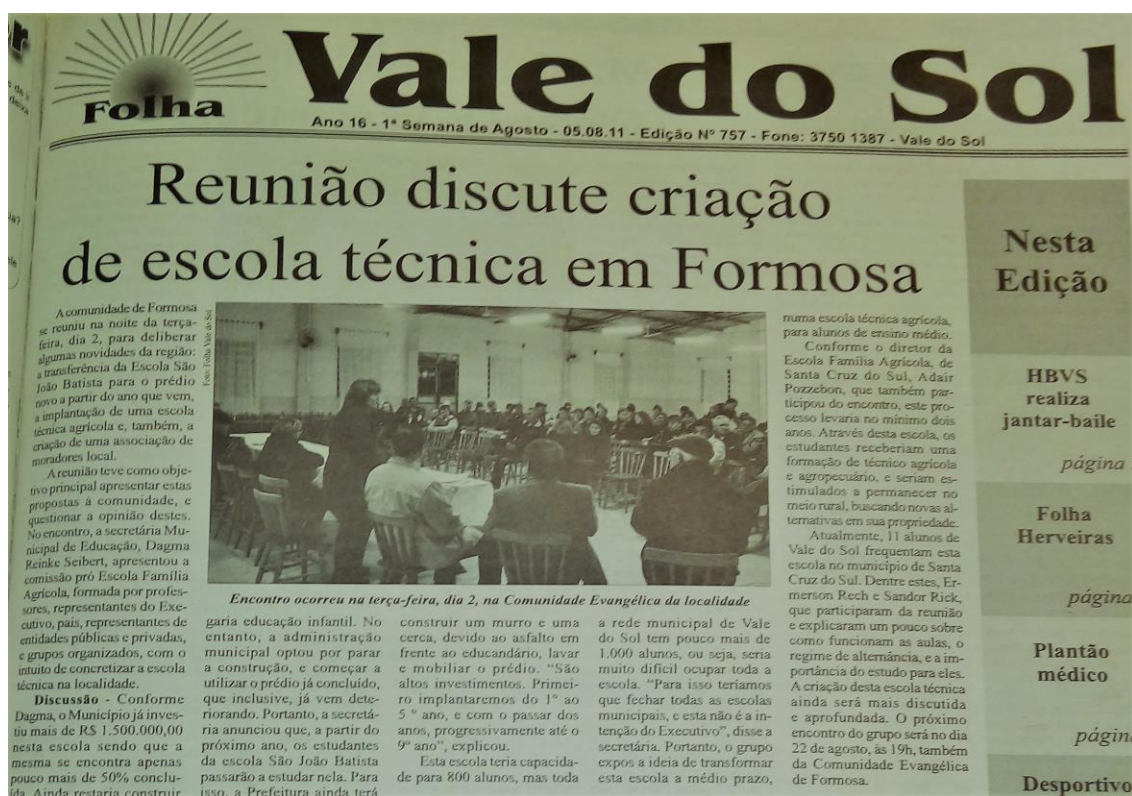 Folha
Vale do Sol
Ano 16 - 1ª Semana de Agosto - 05.08.11 - Edição Nº 757 - Fone: 3750 1387 - Vale do Sol
Reunião discute criação
de escola técnica em Formosa
A comunidade de Formosa
se reuniu na noite da terça-
feira, dia 2, para deliberar
algumas novidades da região:
a transferência da Escola São
João Batista para o prédio
novo a partir do ano que vem,
a implantação de uma escola
técnica agrícola e, também, a
criação de uma associação de
moradores local.
A reunião teve como obje-
tivo principal apresentar estas
propostas à comunidade, e
questionar a opinião destes.
No encontro, a secretária Mu-
nicipal de Educação, Dagma
Reinke Seibert, apresentou a
comissão pró Escola Família
Agrícola, formada por profes-
sores, representantes do Exe-
cutivo, pais, representantes de
entidades públicas e privadas,
e grupos organizados, com o
intuito de concretizar a escola
técnica na localidade.
Discussão - Conforme
Dagma, o Município já inves-
tiu mais de R$ 1.500.000,00
nesta escola sendo que a
mesma se encontra apenas
pouco mais de 50% conclu-
ída. Ainda restaria construir
Foto: Folha Vale do Sol
Encontro ocorreu na terça-feira, dia 2, na Comunidade Evangélica da localidade
garia educação infantil. No
entanto, a administração
municipal optou por parar
a construção, e começar a
utilizar o prédio já concluído,
que inclusive, já vem dete-
riorando. Portanto, a secretá-
ria anunciou que, a partir do
próximo ano, os estudantes
da escola São João Batista
passarão a estudar nela. Para
isso, a Prefeitura ainda terá
construir um murro e uma
cerca, devido ao asfalto em
frente ao educandário, lavar
e mobiliar o prédio. “São
altos investimentos. Primei-
ro implantaremos do 1º ao
5 º ano, e com o passar dos
anos, progressivamente até o
9º ano”, explicou.
Esta escola teria capacida-
de para 800 alunos, mas toda
a rede municipal de Vale
do Sol tem pouco mais de
1.000 alunos, ou seja, seria
muito difícil ocupar toda a
escola. “Para isso teríamos
que fechar todas as escolas
municipais, e esta não é a in-
tenção do Executivo”, disse a
secretária. Portanto, o grupo
expos a ideia de transformar
esta escola a médio prazo,
numa escola técnica agrícola,
para alunos de ensino médio.
Conforme o diretor da
Escola Família Agrícola, de
Santa Cruz do Sul, Adair
Pozzebon, que também par-
ticipou do encontro, este pro-
cesso levaria no mínimo dois
anos. Através desta escola, os
estudantes receberiam uma
formação de técnico agrícola
e agropecuário, e seriam es-
timulados a permanecer no
meio rural, buscando novas al-
ternativas em sua propriedade.
Atualmente, 11 alunos de
Vale do Sol frequentam esta
escola no município de Santa
Cruz do Sul. Dentre estes, Er-
merson Rech e Sandor Rick,
que participaram da reunião
e explicaram um pouco sobre
como funcionam as aulas, o
regime de alternância, e a im-
portância do estudo para eles.
A criação desta escola técnica
ainda será mais discutida
e aprofundada. O próximo
encontro do grupo será no dia
22 de agosto, às 19h, também
da Comunidade Evangélica
de Formosa.
Nesta
Edição
HBVS
realiza
jantar-baile
página
Folha
Herveiras
página
Plantão
médico
página
Desportivo